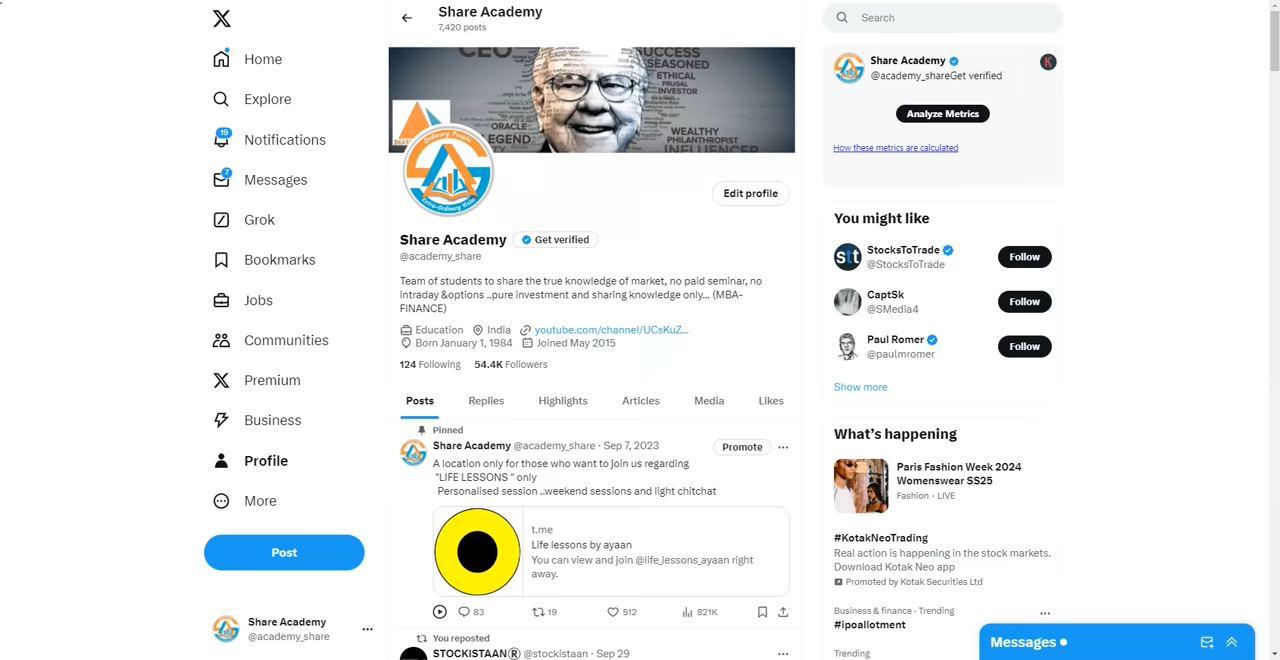 Share Academy
7,420 posts
Search
Home
Explore
19
Notifications
7
Messages
Grok
Bookmarks
Jobs
Communities
Premium
Business
Profile
More
Post
Share Academy
@academy_share
CEO
SUCCESS
SEASONED
ETHICAL
FRUGAL
INVESTOR
ORACLE
LEGEND
WEALTHY
PHILANTHROPIST
INFLUENCER
Ordinary People
Extra-Ordinary Vision
Edit profile
Share Academy
Get verified
@academy_share
Team of students to share the true knowledge of market, no paid seminar, no
intraday &options ..pure investment and sharing knowledge only... (MBA-
FINANCE)
Education India youtube.com/channel/UCsKuZ...
Born January 1, 1984 Joined May 2015
124 Following 54.4K Followers
Posts Replies Highlights Articles Media Likes
Pinned
Share Academy @academy_share · Sep 7, 2023
Promote
A location only for those who want to join us regarding
"LIFE LESSONS " only
Personalised session ..weekend sessions and light chitchat
t.me
Life lessons by ayaan
You can view and join @life_lessons_ayaan right
away.
83 19 512 821K
You reposted
STOCKISTAAN® @stockistaan · Sep 29
Share Academy
@academy_shareGet verified
K
Analyze Metrics
How these metrics are calculated
You might like
stt
StocksToTrade
@StocksToTrade
Follow
CaptSk
@SMedia4
Follow
Paul Romer
@paulmromer
Follow
Show more
What's happening
Paris Fashion Week 2024
Womenswear SS25
Fashion · LIVE
#KotakNeoTrading
Real action is happening in the stock markets.
Download Kotak Neo app
Promoted by Kotak Securities Ltd
Business & finance · Trending
#ipoallotment
Trending
Messages